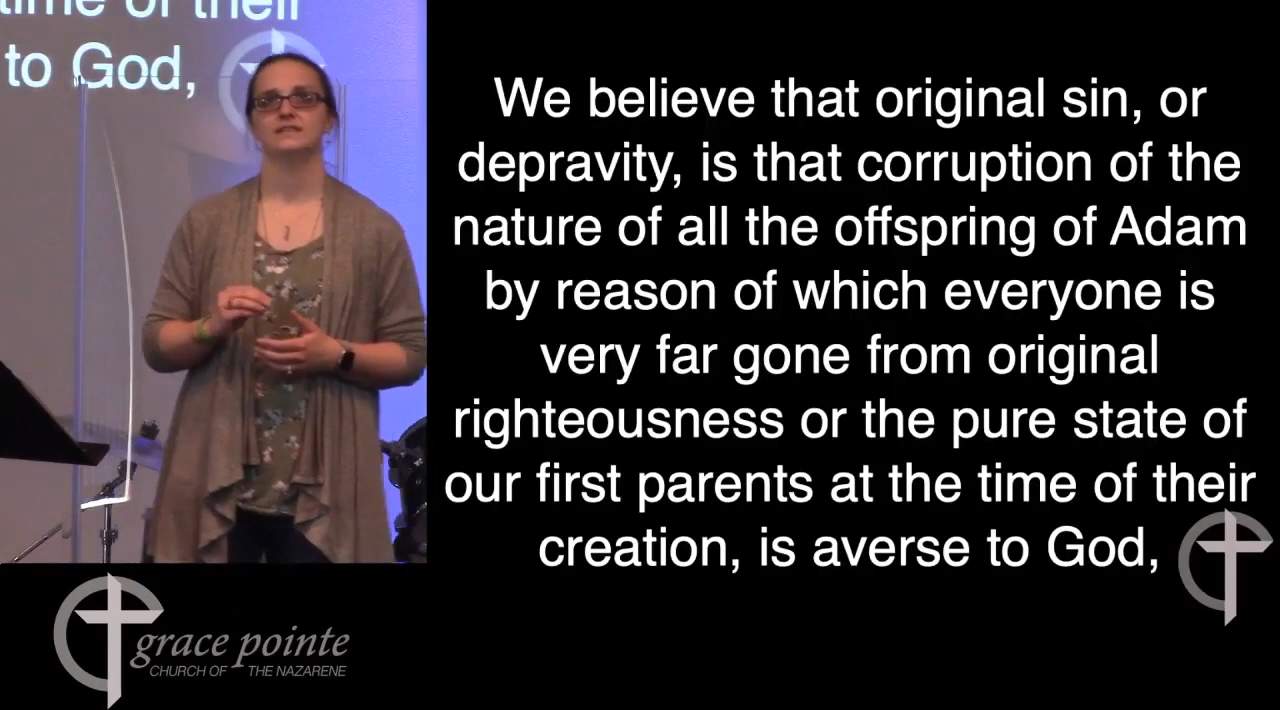 time of their
to God,
We believe that original sin, or
depravity, is that corruption of the
nature of all the offspring of Adam
by reason of which everyone is
very far gone from original
righteousness or the pure state of
our first parents at the time of their
creation, is averse to God,
grace pointe
CHURCH OF THE NAZARENE